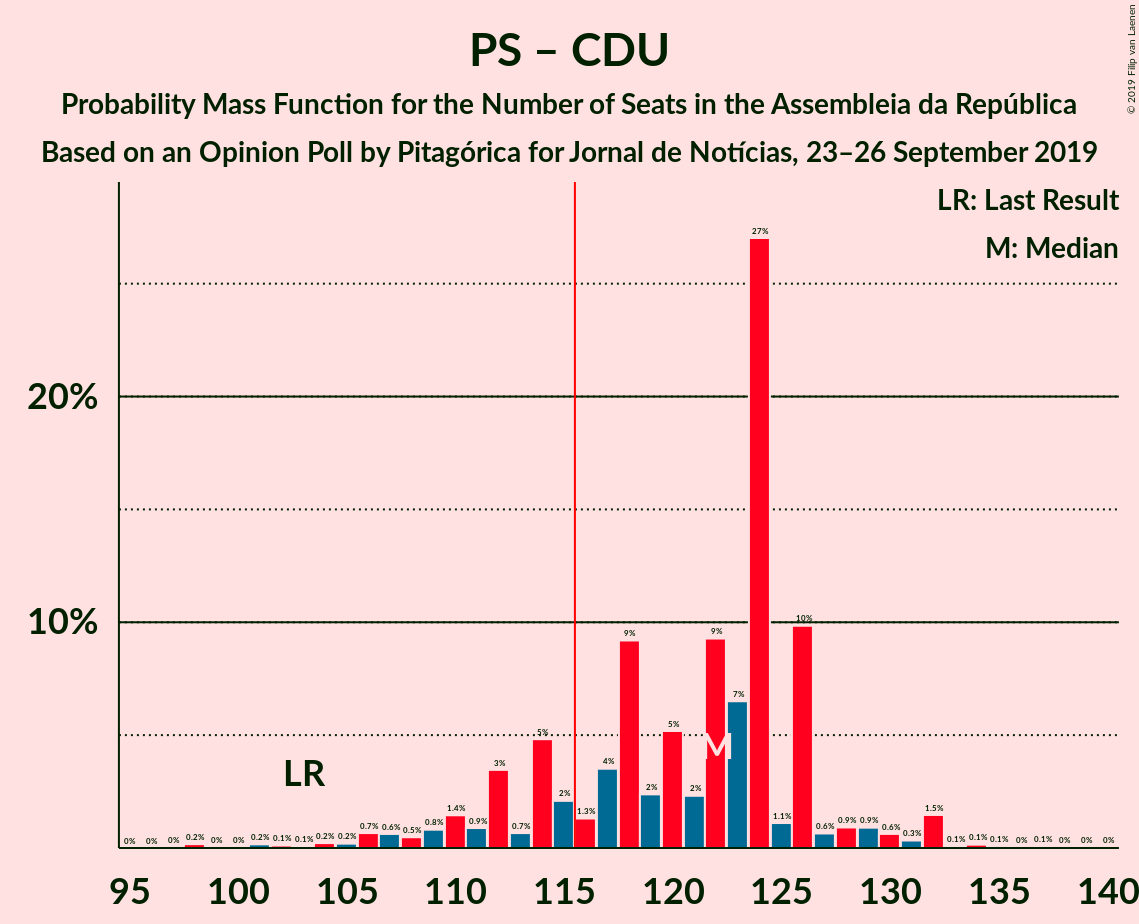 PS – CDU
Probability Mass Function for the Number of Seats in the Assembleia da República
Based on an Opinion Poll by Pitagórica for Jornal de Notícias, 23–26 September 2019
© 2019 Filip van Laenen
LR: Last Result
M: Median
20%
10%
0% 0% 0% 0.2% 0% 0% 0.2% 0.1% 0.1% 0.2% 0.2% 0.7% 0.6% 0.5% 0.8% 1.4% 0.9% 3% 0.7% 5% 2% 1.3% 4% 9% 2% 5% 2% 9% 7% 27% 1.1% 10% 0.6% 0.9% 0.9% 0.6% 0.3% 1.5% 0.1% 0.1% 0.1% 0% 0.1% 0% 0% 0%
LR
M
95 100 105 110 115 120 125 130 135 140